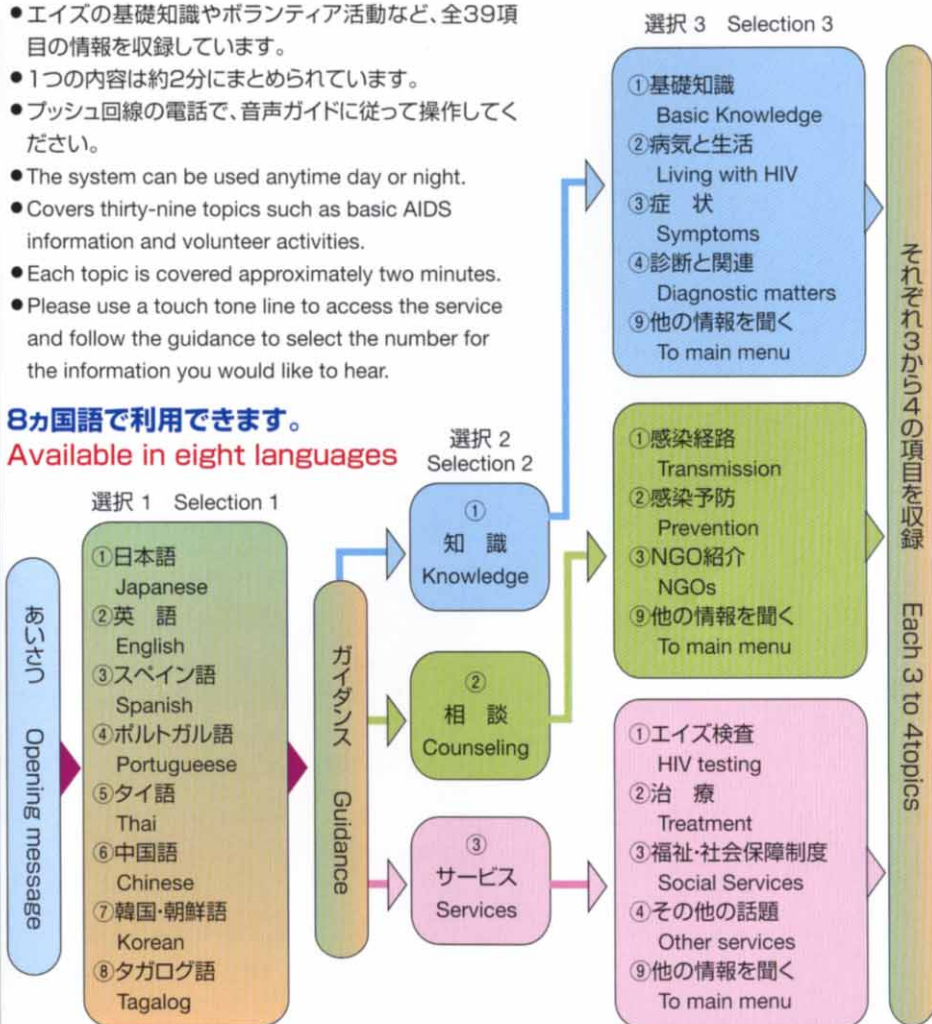 ●エイズの基礎知識やボランティア活動など、全39項
目の情報を収録しています。
●1つの内容は約2分にまとめられています。
●プッシュ回線の電話で、音声ガイドに従って操作してく
ださい。
●The system can be used anytime day or night.
●Covers thirty-nine topics such as basic AIDS
information and volunteer activities.
●Each topic is covered approximately two minutes.
●Please use a touch tone line to access the service
and follow the guidance to select the number for
the information you would like to hear.
8ヵ国語で利用できます。
Available in eight languages
あいさつ Opening message
選択 1 Selection 1
①日本語
Japanese
②英 語
English
③スペイン語
Spanish
④ポルトガル語
Portugueese
⑤タイ語
Thai
⑥中国語
Chinese
⑦韓国・朝鮮語
Korean
⑧タガログ語
Tagalog
ガイダンス Guidance
選択 2
Selection 2
①
知 識
Knowledge
②
相 談
Counseling
③
サービス
Services
選択 3 Selection 3
①基礎知識
Basic Knowledge
②病気と生活
Living with HIV
③症 状
Symptoms
④診断と関連
Diagnostic matters
⑨他の情報を聞く
To main menu
①感染経路
Transmission
②感染予防
Prevention
③NGO紹介
NGOs
⑨他の情報を聞く
To main menu
①エイズ検査
HIV testing
②治 療
Treatment
③福祉・社会保障制度
Social Services
④その他の話題
Other services
⑨他の情報を聞く
To main menu
それぞれ3から4の項目を収録 Each 3 to 4topics